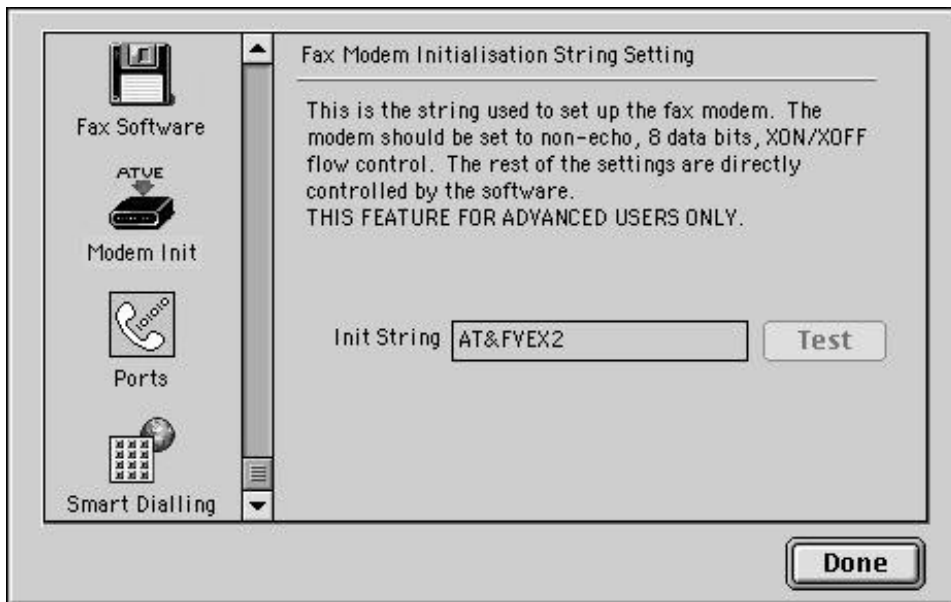 Fax Software
ATVE
Modem Init
Ports
Smart Dialling
Fax Modem Initialisation String Setting
This is the string used to set up the fax modem. The
modem should be set to non-echo, 8 data bits, XON/XOFF
flow control. The rest of the settings are directly
controlled by the software.
THIS FEATURE FOR ADVANCED USERS ONLY.
Init String AT&FVEX2 Test
Done